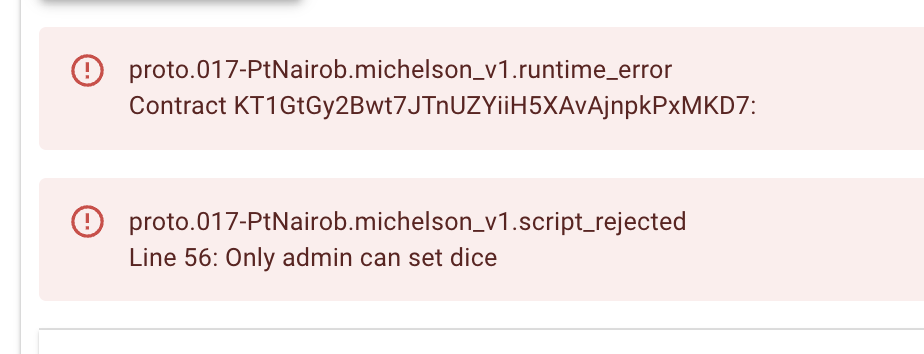 proto.017-PtNairob.michelson_v1.runtime_error
Contract KT1GtGy2Bwt7JTnUZYiiH5XAvAjnpkPxMKD7:
proto.017-PtNairob.michelson_v1.script_rejected
Line 56: Only admin can set dice